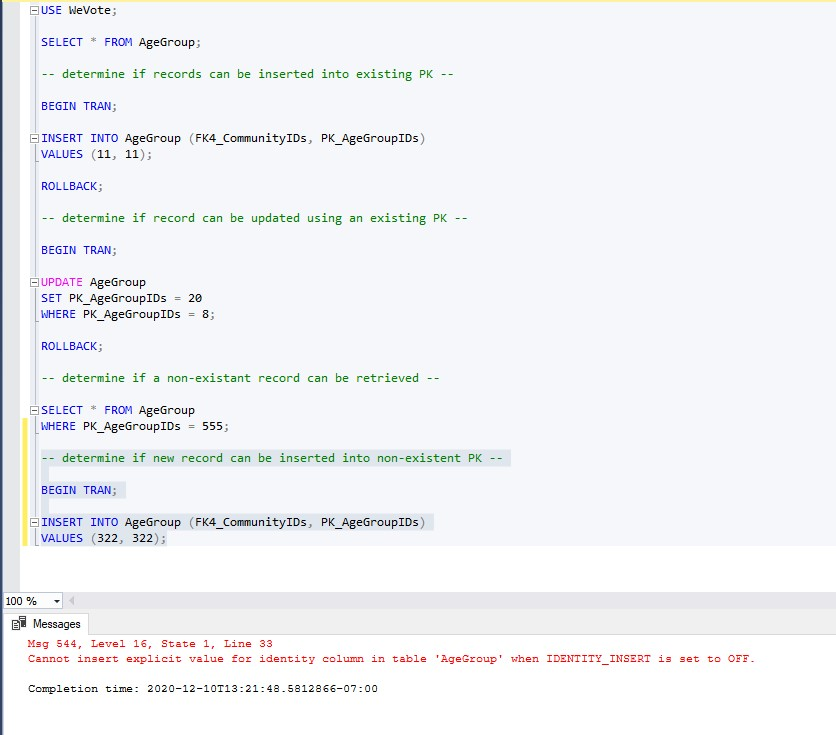 USE WeVote;
SELECT * FROM AgeGroup;
-- determine if records can be inserted into existing PK --
BEGIN TRAN;
INSERT INTO AgeGroup (FK4_CommunityIDs, PK_AgeGroupIDs)
VALUES (11, 11);
ROLLBACK;
-- determine if record can be updated using an existing PK --
BEGIN TRAN;
UPDATE AgeGroup
SET PK_AgeGroupIDs = 20
WHERE PK_AgeGroupIDs = 8;
ROLLBACK;
-- determine if a non-existant record can be retrieved --
SELECT * FROM AgeGroup
WHERE PK_AgeGroupIDs = 555;
-- determine if new record can be inserted into non-existent PK --
BEGIN TRAN;
INSERT INTO AgeGroup (FK4_CommunityIDs, PK_AgeGroupIDs)
VALUES (322, 322);
100 %
Messages
Msg 544, Level 16, State 1, Line 33
Cannot insert explicit value for identity column in table 'AgeGroup' when IDENTITY_INSERT is set to OFF.
Completion time: 2020-12-10T13:21:48.5812866-07:00